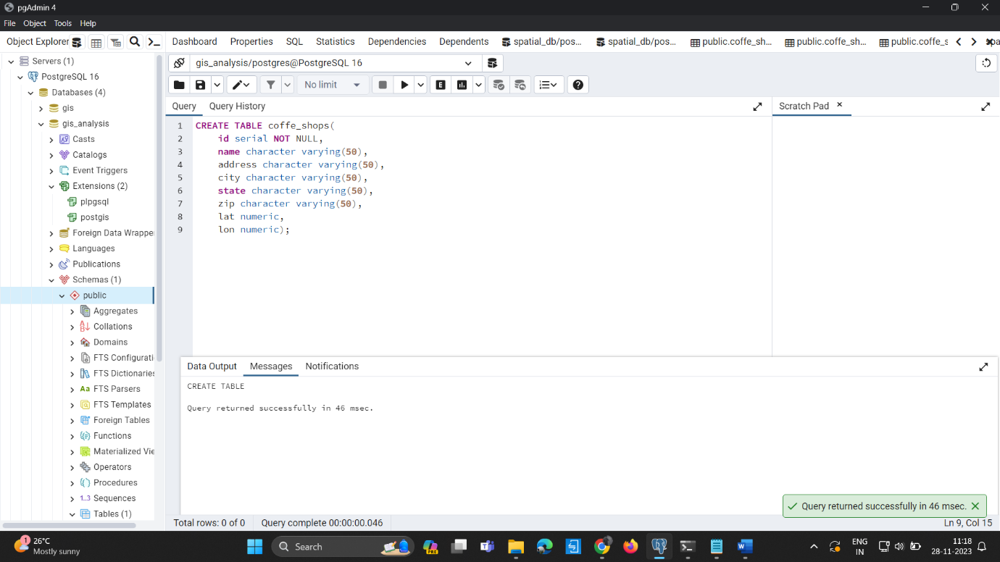 pgAdmin 4
File Object Tools Help
Object Explorer
Dashboard Properties SQL Statistics Dependencies Dependents spatial_db/pos... spatial_db/pos... public.coffe_sh... public.coffe_sh... public.coffe_s
Servers (1)
PostgreSQL 16
Databases (4)
gis
gis_analysis
Casts
Catalogs
Event Triggers
Extensions (2)
plpgsql
postgis
Foreign Data Wrappe
Languages
Publications
Schemas (1)
public
Aggregates
Collations
Domains
FTS Configurati
FTS Dictionaries
FTS Parsers
FTS Templates
Foreign Tables
Functions
Materialized Vie
Operators
Procedures
1..3 Sequences
Tables (1)
gis_analysis/postgres@PostgreSQL 16
No limit
Query Query History
Scratch Pad
1 CREATE TABLE coffe_shops(
2 id serial NOT NULL,
3 name character varying(50),
4 address character varying(50),
5 city character varying(50),
6 state character varying(50),
7 zip character varying(50),
8 lat numeric,
9 lon numeric);
Data Output Messages Notifications
CREATE TABLE
Query returned successfully in 46 msec.
Query returned successfully in 46 msec.
Total rows: 0 of 0 Query complete 00:00:00.046
Ln 9, Col 15
1
26°C
Mostly sunny
Search
PRE
ENG
IN
11:18
28-11-2023